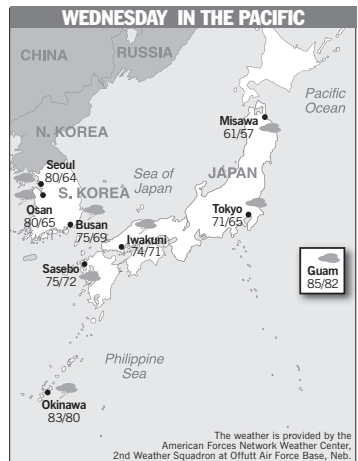 WEDNESDAY IN THE PACIFIC
CHINA
RUSSIA
Pacific
Ocean
N. KOREA
Misawa
61/57
Seoul
80/64
Sea of
Japan
JAPAN
S. KOREA
Osan
80/65
Busan
75/69
Iwakuni
74/71
Tokyo
71/65
Sasebo
75/72
Guam
85/82
Philippine
Sea
Okinawa
83/80
The weather is provided by the
American Forces Network Weather Center,
2nd Weather Squadron at Offutt Air Force Base, Neb.